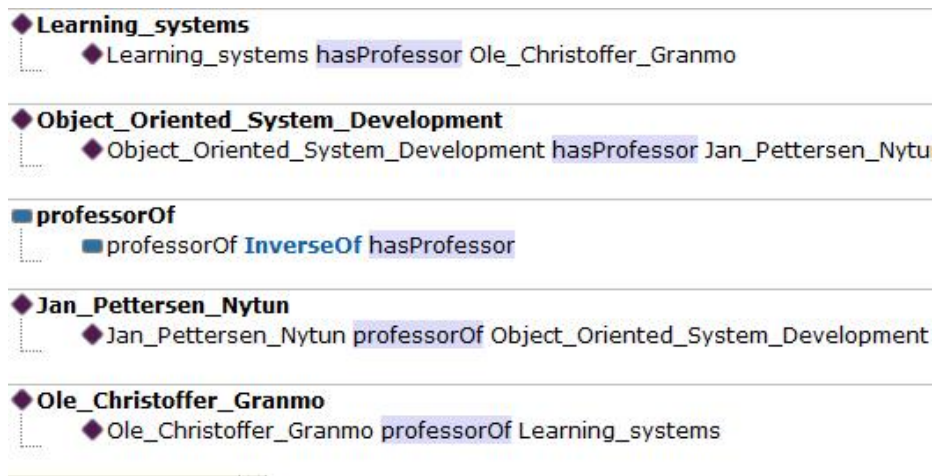 Learning_systems
Learning_systems hasProfessor Ole_Christoffer_Granmo
Object_Oriented_System_Development
Object_Oriented_System_Development hasProfessor Jan_Pettersen_Nytu
professorOf
professorOf InverseOf hasProfessor
Jan_Pettersen_Nytun
Jan_Pettersen_Nytun professorOf Object_Oriented_System_Development
Ole_Christoffer_Granmo
Ole_Christoffer_Granmo professorOf Learning_systems